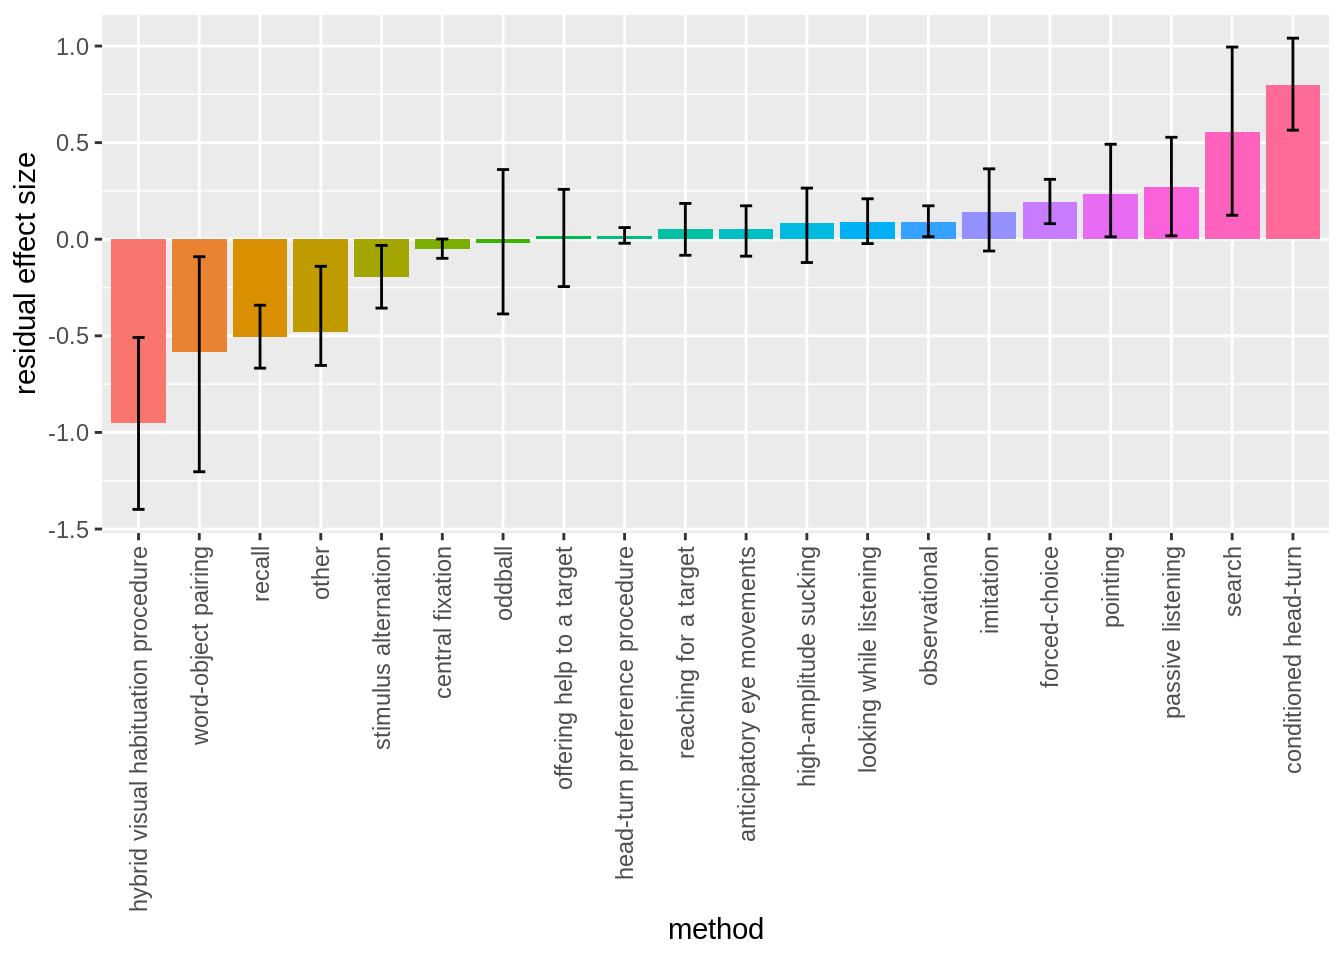 residual effect size
1.0
0.5
0.0
-0.5
-1.0
-1.5
hybrid visual habituation procedure
word-object pairing
recall
other
stimulus alternation
central fixation
oddball
offering help to a target
head-turn preference procedure
reaching for a target
anticipatory eye movements
high-amplitude sucking
looking while listening
observational
imitation
forced-choice
pointing
passive listening
search
conditioned head-turn
method